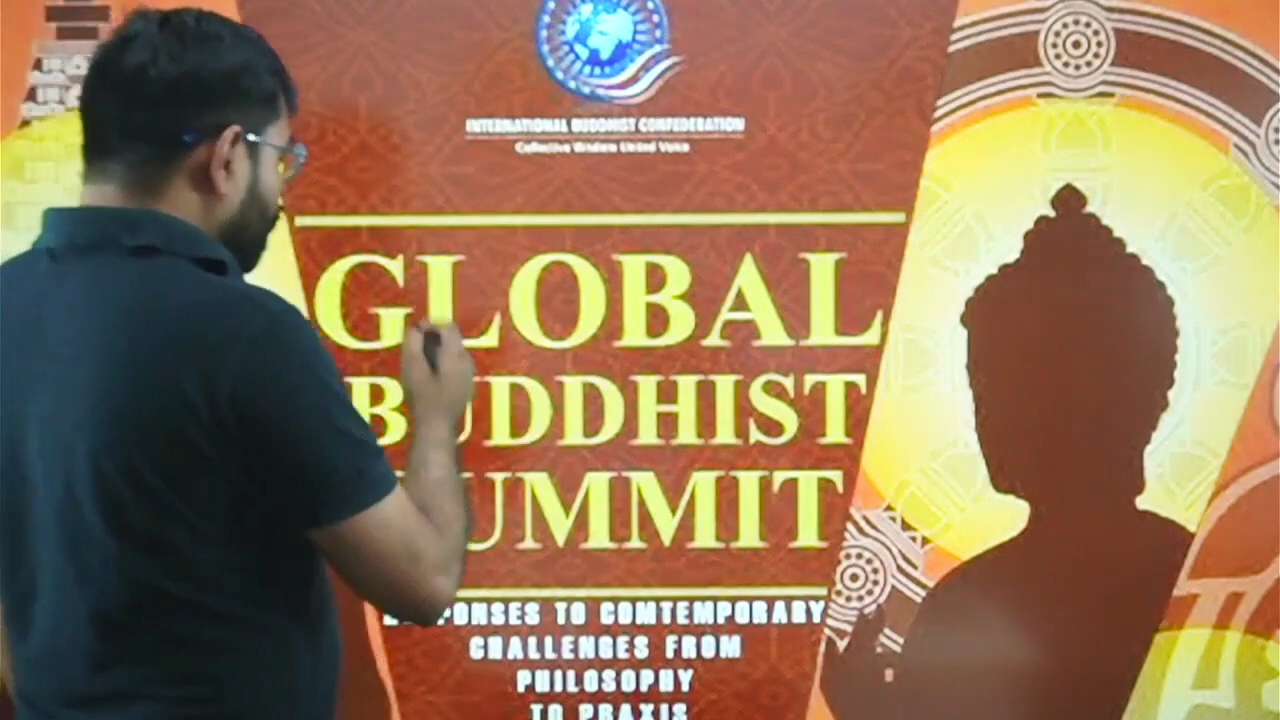 INTERNATIONAL BUDDHIST CONFEDERATION
Collective Wisdom United Voice
GLOBAL
BUDDHIST
SUMMIT
TO COMTEMPORARY
CHALLENGES FROM
PHILOSOPHY
TO PRAXIS